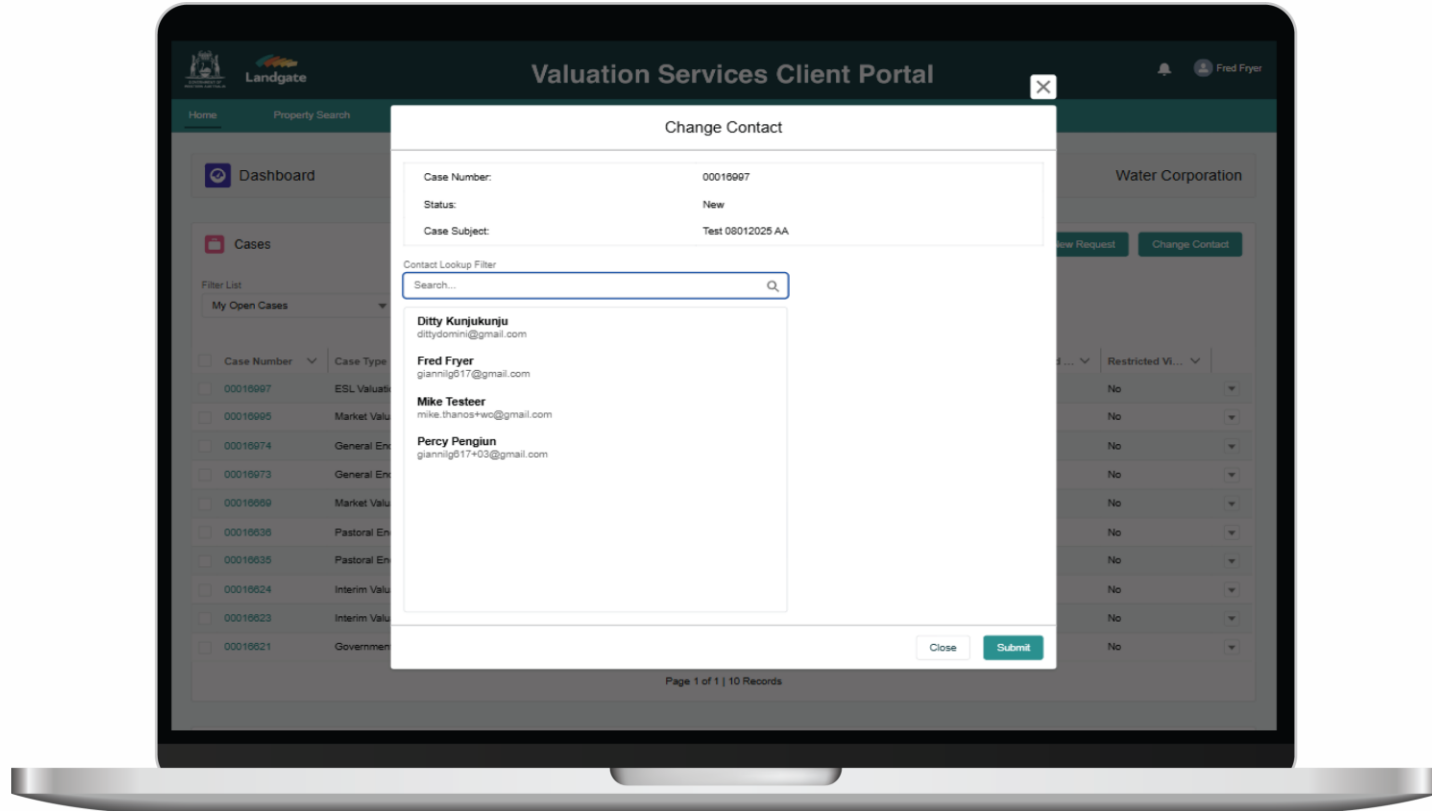 Landgate
Valuation Services Client Portal
Fred Fryer
Home
Property Search
Change Contact
Dashboard
Water Corporation
Case Number: 00016997
Status: New
Case Subject: Test 08012025 AA
Cases
New Request
Change Contact
Contact Lookup Filter
Search...
Filter List
My Open Cases
Ditty Kunjukunju
dittydomini@gmail.com
Fred Fryer
giannilg617@gmail.com
Mike Testeer
mike.thanos+wc@gmail.com
Percy Pengiun
giannilg617+03@gmail.com
Case Number Case Type Restricted Vi...
00016997 ESL Valuati No
00016995 Market Valu No
00016974 General En No
00016973 General En No
00016669 Market Valu No
00016636 Pastoral En No
00016635 Pastoral En No
00016624 Interim Valu No
00016623 Interim Valu No
00016621 Governmen No
Close
Submit
Page 1 of 1 | 10 Records